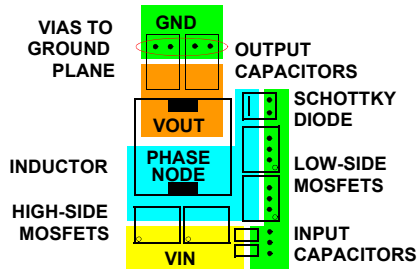 VIAS TO
GROUND
PLANE
GND
OUTPUT
CAPACITORS
VOUT
SCHOTTKY
DIODE
INDUCTOR
PHASE
NODE
LOW-SIDE
MOSFETS
HIGH-SIDE
MOSFETS
VIN
INPUT
CAPACITORS